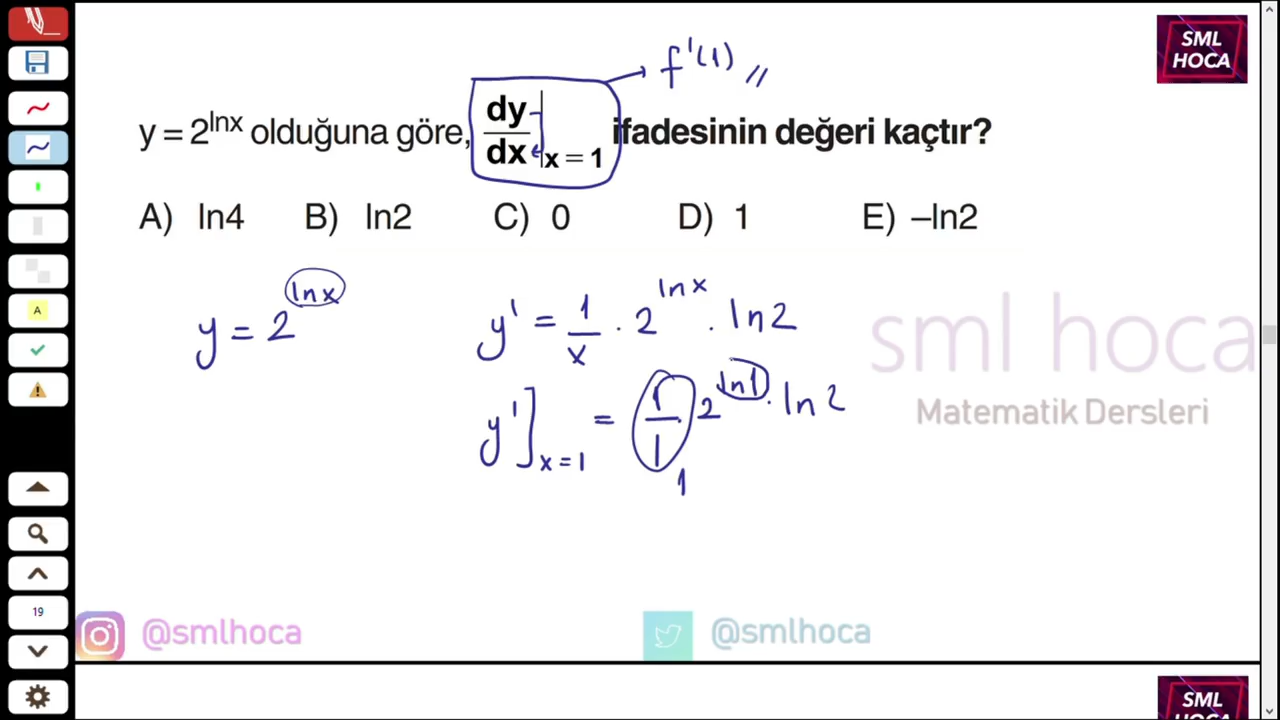 SML
HOCA
f'(1) //
y = 2^lnx olduğuna göre, dy/dx | x = 1 ifadesinin değeri kaçtır?
A) ln4 B) ln2 C) 0 D) 1 E) –ln2
y = 2^lnx
y' = 1/x · 2^lnx · ln2
y']x=1 = 1/1 2^ln1 · ln2
1
sml hoca
Matematik Dersleri
A
19
@smlhoca @smlhoca
SML
HOCA